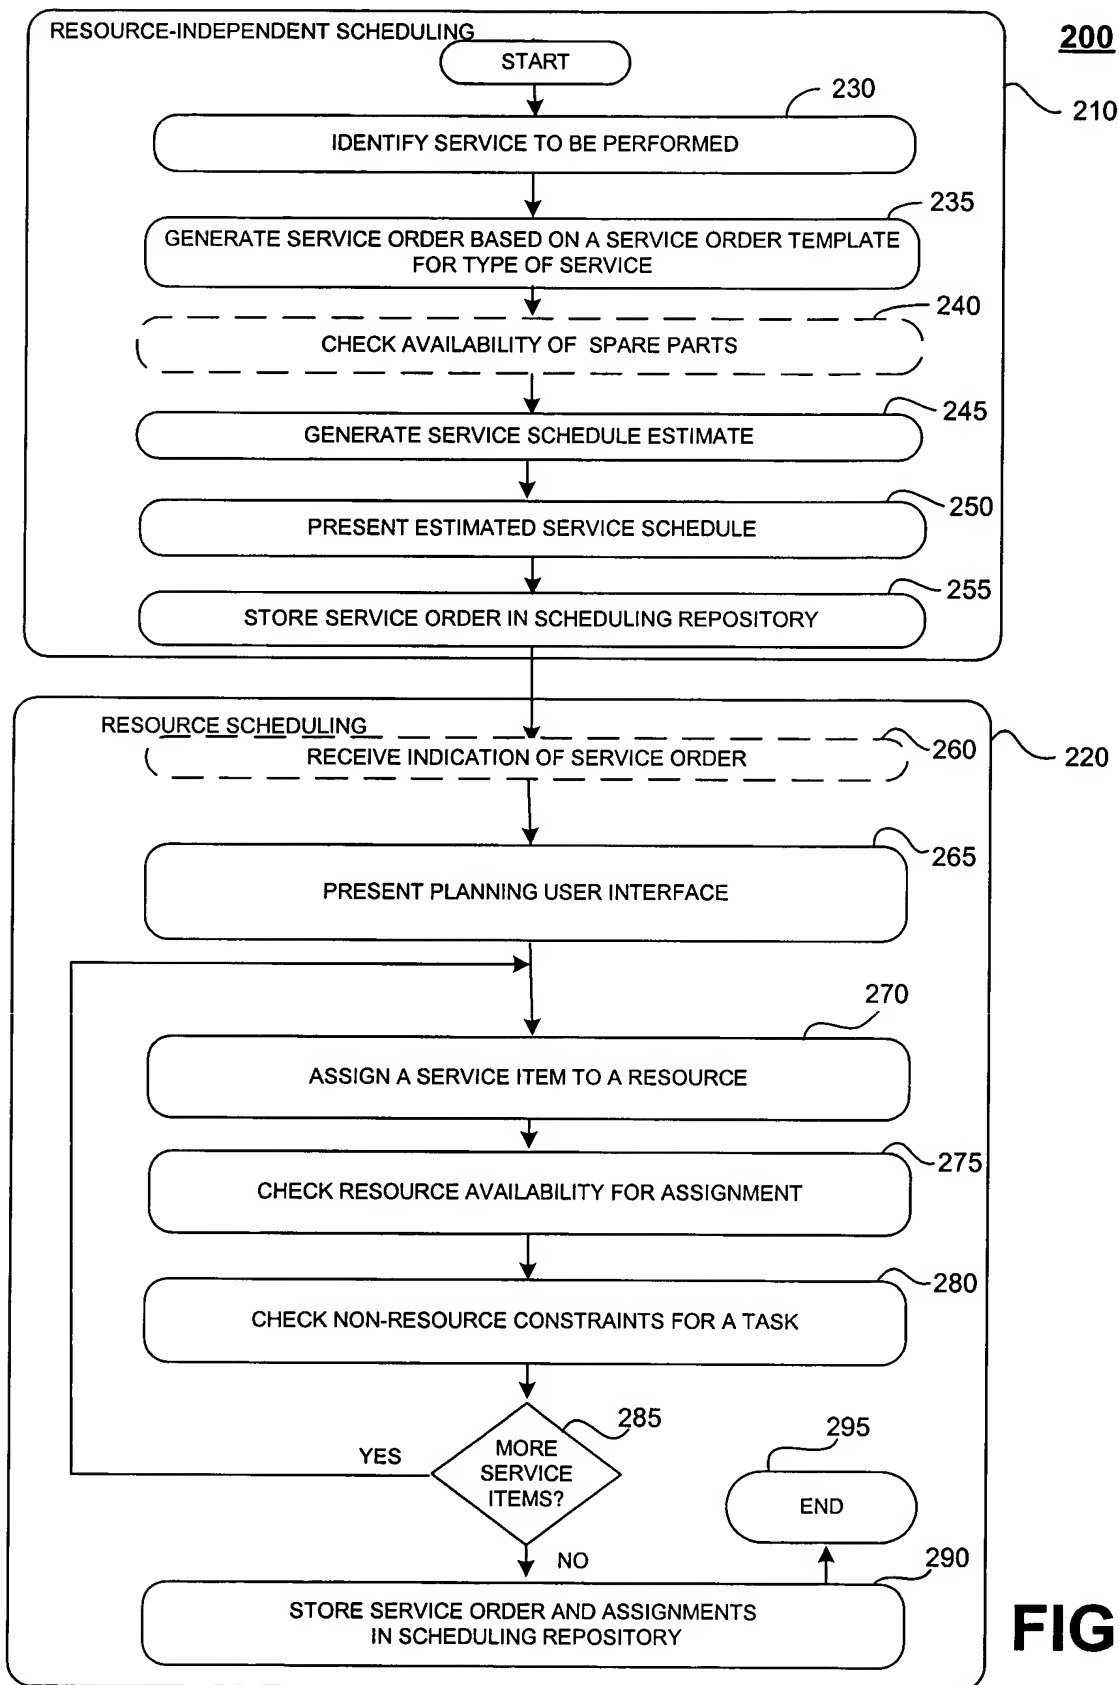 RESOURCE-INDEPENDENT SCHEDULING
200
START
210
230
IDENTIFY SERVICE TO BE PERFORMED
235
GENERATE SERVICE ORDER BASED ON A SERVICE ORDER TEMPLATE
FOR TYPE OF SERVICE
240
CHECK AVAILABILITY OF SPARE PARTS
245
GENERATE SERVICE SCHEDULE ESTIMATE
250
PRESENT ESTIMATED SERVICE SCHEDULE
255
STORE SERVICE ORDER IN SCHEDULING REPOSITORY
RESOURCE SCHEDULING
260
220
RECEIVE INDICATION OF SERVICE ORDER
265
PRESENT PLANNING USER INTERFACE
270
ASSIGN A SERVICE ITEM TO A RESOURCE
275
CHECK RESOURCE AVAILABILITY FOR ASSIGNMENT
280
CHECK NON-RESOURCE CONSTRAINTS FOR A TASK
285
YES
MORE
SERVICE
ITEMS?
295
END
NO
290
STORE SERVICE ORDER AND ASSIGNMENTS
IN SCHEDULING REPOSITORY
FIG